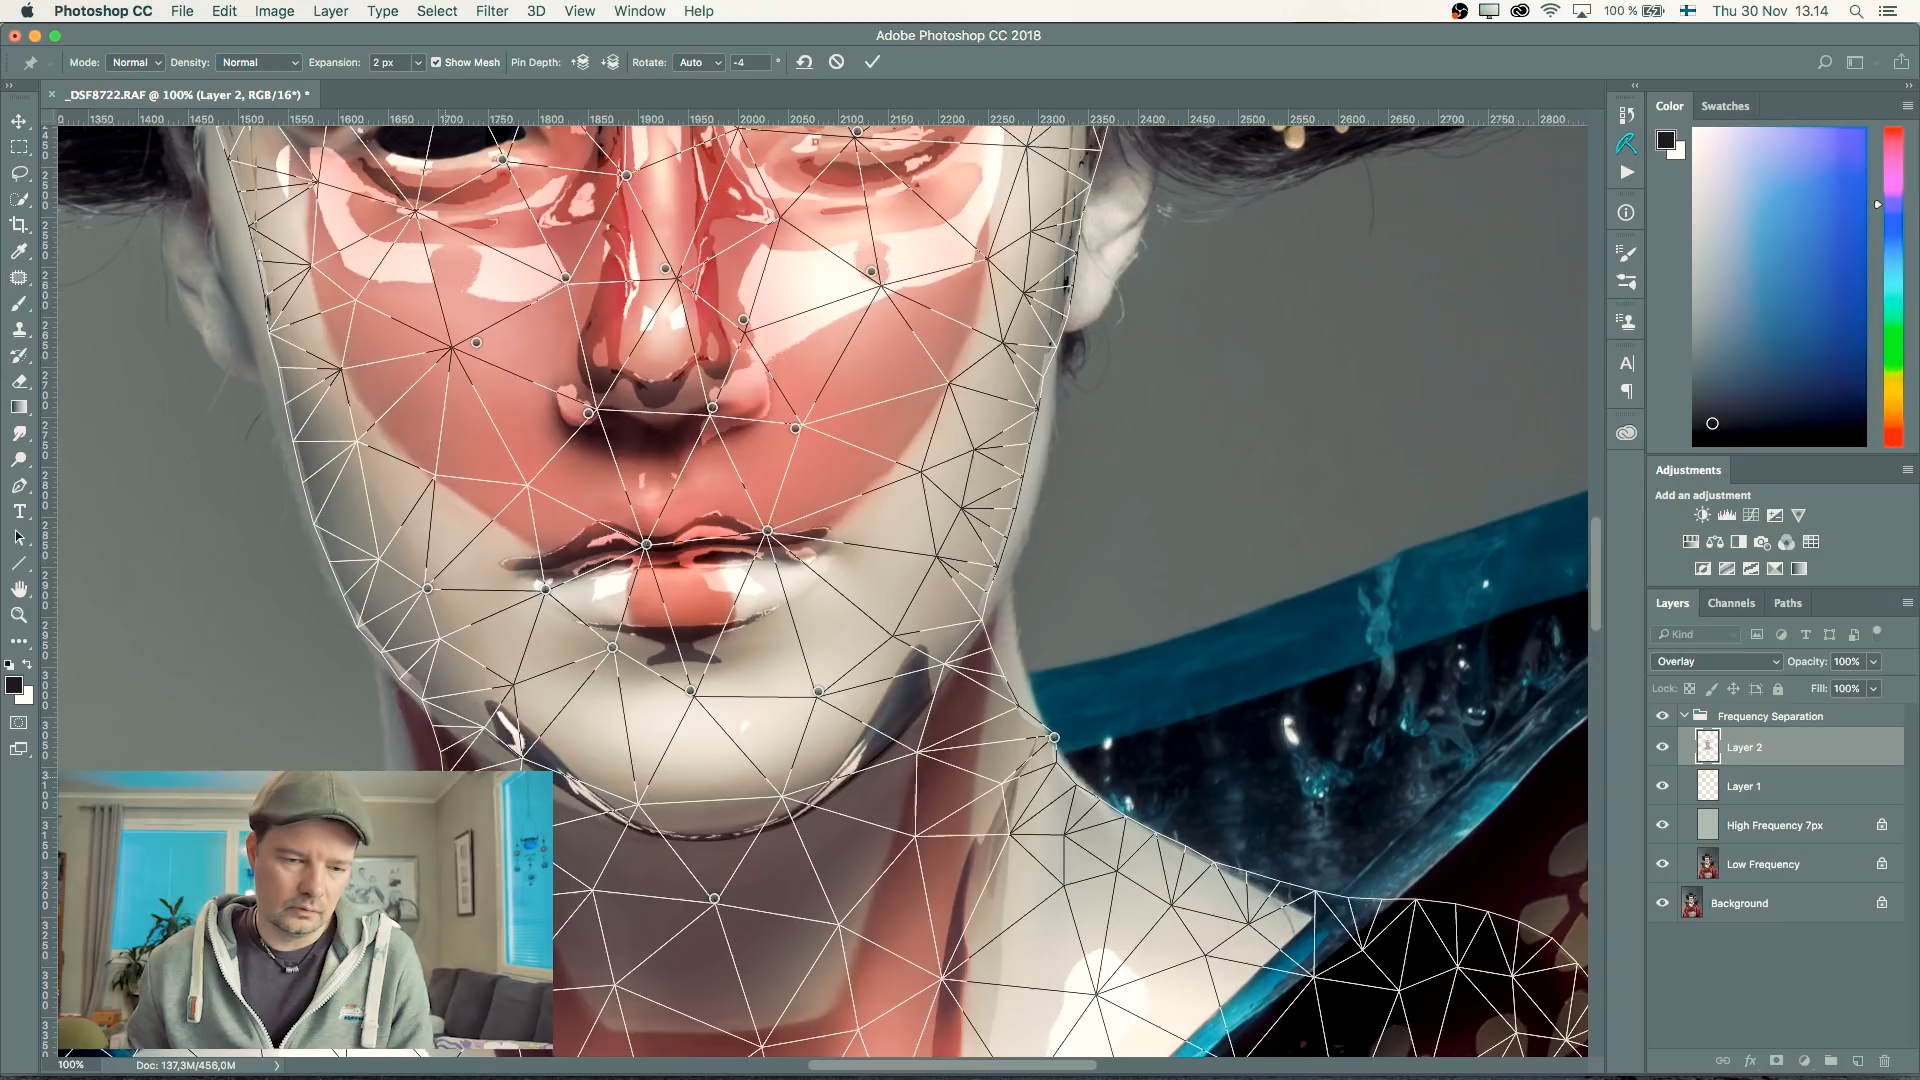 Photoshop CC File Edit Image Layer Type Select Filter 3D View Window Help 100 % Thu 30 Nov 13.14
Adobe Photoshop CC 2018
Mode: Normal Density: Normal Expansion: 2 px Show Mesh Pin Depth: Rotate: Auto -4 °
× _DSF8722.RAF @ 100% (Layer 2, RGB/16*) *
0 1350 1400 1450 1500 1550 1600 1650 1700 1750 1800 1850 1900 1950 2000 2050 2100 2150 2200 2250 2300 2350 2400 2450 2500 2550 2600 2650 2700 2750 2800
Color Swatches
Adjustments
Add an adjustment
Layers Channels Paths
Kind
Overlay Opacity: 100%
Lock: Fill: 100%
Frequency Separation
Layer 2
Layer 1
High Frequency 7px
Low Frequency
Background
100% Doc: 137,3M/456,0M